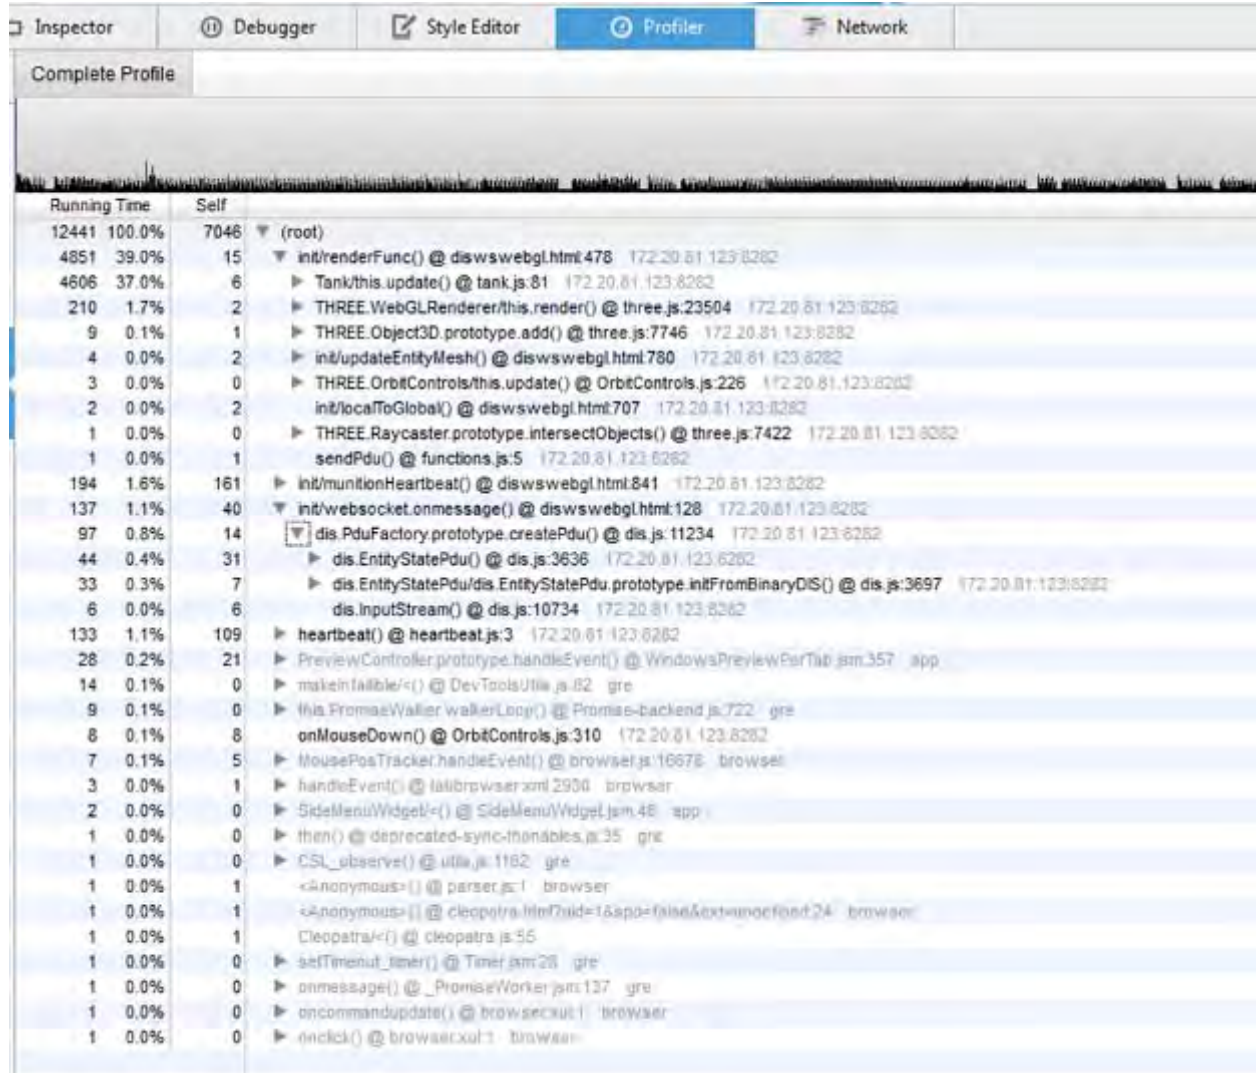 Inspector Debugger Style Editor Profiler Network
Complete Profile
Running Time Self
12441 100.0% 7046 (root)
4851 39.0% 15 init/renderFunc() @ diswswebgl.html:478 172.20.81.123:8282
4606 37.0% 6 Tank/this.update() @ tank.js:81 172.20.81.123:8282
210 1.7% 2 THREE.WebGLRenderer/this.render() @ three.js:23504 172.20.81.123:8282
9 0.1% 1 THREE.Object3D.prototype.add() @ three.js:7746 172.20.81.123:8282
4 0.0% 2 init/updateEntityMesh() @ diswswebgl.html:780 172.20.81.123:8282
3 0.0% 0 THREE.OrbitControls/this.update() @ OrbitControls.js:226 172.20.81.123:8282
2 0.0% 2 init/localToGlobal() @ diswswebgl.html:707 172.20.81.123:8282
1 0.0% 0 THREE.Raycaster.prototype.intersectObjects() @ three.js:7422 172.20.81.123:8282
1 0.0% 1 sendPdu() @ functions.js:5 172.20.81.123:8282
194 1.6% 161 init/munitionHeartbeat() @ diswswebgl.html:841 172.20.81.123:8282
137 1.1% 40 init/websocket.onmessage() @ diswswebgl.html:128 172.20.81.123:8282
97 0.8% 14 dis.PduFactory.prototype.createPdu() @ dis.js:11234 172.20.81.123:8282
44 0.4% 31 dis.EntityStatePdu() @ dis.js:3636 172.20.81.123:8282
33 0.3% 7 dis.EntityStatePdu/dis.EntityStatePdu.prototype.initFromBinaryDIS() @ dis.js:3697 172.20.81.123:8282
6 0.0% 6 dis.InputStream() @ dis.js:10734 172.20.81.123:8282
133 1.1% 109 heartbeat() @ heartbeat.js:3 172.20.81.123:8282
28 0.2% 21 PreviewController.prototype.handleEvent() @ WindowsPreviewPerTab.jsm:357 app
14 0.1% 0 makeInfallible/<() @ DevToolsUtils.js:82 gre
9 0.1% 0 this.PromiseWalker.walkerLoop() @ Promise-backend.js:722 gre
8 0.1% 8 onMouseDown() @ OrbitControls.js:310 172.20.81.123:8282
7 0.1% 5 MousePosTracker.handleEvent() @ browser.js:16678 browser
3 0.0% 1 handleEvent() @ tabbrowser.xml:2930 browser
2 0.0% 0 SideMenuWidget/<() @ SideMenuWidget.jsm:48 app
1 0.0% 0 then() @ deprecated-sync-thenables.js:35 gre
1 0.0% 0 CSL_observe() @ utils.js:1162 gre
1 0.0% 1 <Anonymous>() @ parser.js:1 browser
1 0.0% 1 <Anonymous>() @ browser
1 0.0% 1 Cleopatra/<() @ cleopatra.js:55
1 0.0% 0 setTimeout_timer() @ Timer.jsm:28 gre
1 0.0% 0 onmessage() @ _PromiseWorker.jsm:137 gre
1 0.0% 0 oncommandupdate() @ browser.xul:1 browser
1 0.0% 0 onclick() @ browser.xul:1 browser